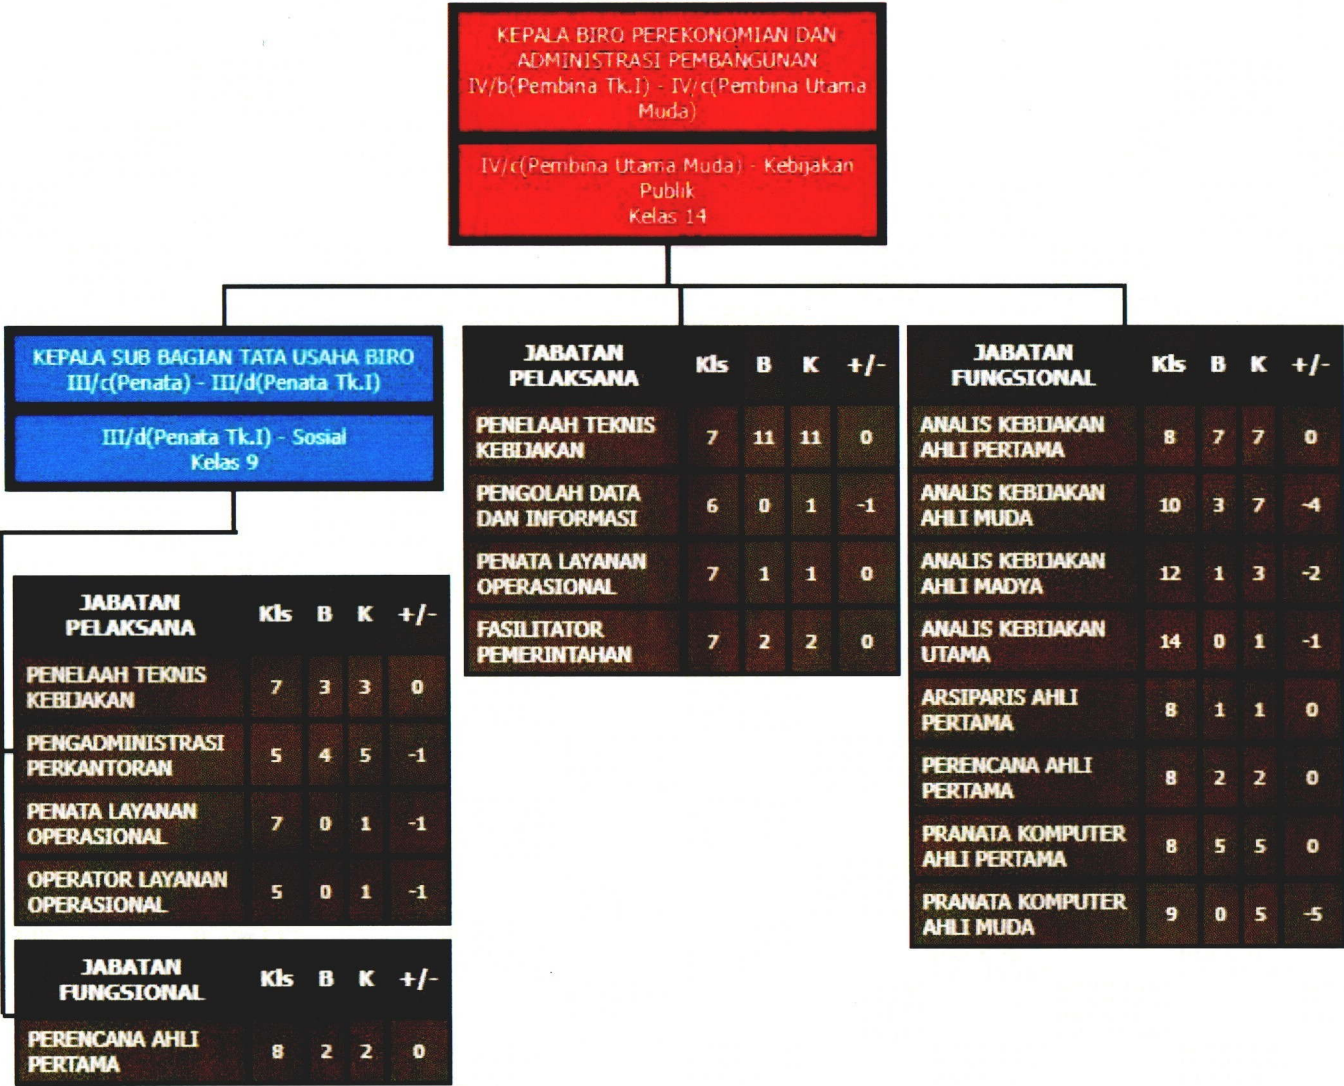 KEPALA BIRO PEREKONOMIAN DAN
ADMINISTRASI PEMBANGUNAN
IV/b(Pembina Tk.I) - IV/c(Pembina Utama
Muda)
IV/c(Pembina Utama Muda) - Kebijakan
Publik
Kelas 14
KEPALA SUB BAGIAN TATA USAHA BIRO
III/c(Penata) - III/d(Penata Tk.I)
III/d(Penata Tk.I) - Sosial
Kelas 9
JABATAN
PELAKSANA Kls B K +/-
PENELAAH TEKNIS
KEBIJAKAN 7 3 3 0
PENGADMINISTRASI
PERKANTORAN 5 4 5 -1
PENATA LAYANAN
OPERASIONAL 7 0 1 -1
OPERATOR LAYANAN
OPERASIONAL 5 0 1 -1
JABATAN
FUNGSIONAL Kls B K +/-
PERENCANA AHLI
PERTAMA 8 2 2 0
JABATAN
PELAKSANA Kls B K +/-
PENELAAH TEKNIS
KEBIJAKAN 7 11 11 0
PENGOLAH DATA
DAN INFORMASI 6 0 1 -1
PENATA LAYANAN
OPERASIONAL 7 1 1 0
FASILITATOR
PEMERINTAHAN 7 2 2 0
JABATAN
FUNGSIONAL Kls B K +/-
ANALIS KEBIJAKAN
AHLI PERTAMA 8 7 7 0
ANALIS KEBIJAKAN
AHLI MUDA 10 3 7 -4
ANALIS KEBIJAKAN
AHLI MADYA 12 1 3 -2
ANALIS KEBIJAKAN
UTAMA 14 0 1 -1
ARSIPARIS AHLI
PERTAMA 8 1 1 0
PERENCANA AHLI
PERTAMA 8 2 2 0
PRANATA KOMPUTER
AHLI PERTAMA 8 5 5 0
PRANATA KOMPUTER
AHLI MUDA 9 0 5 -5